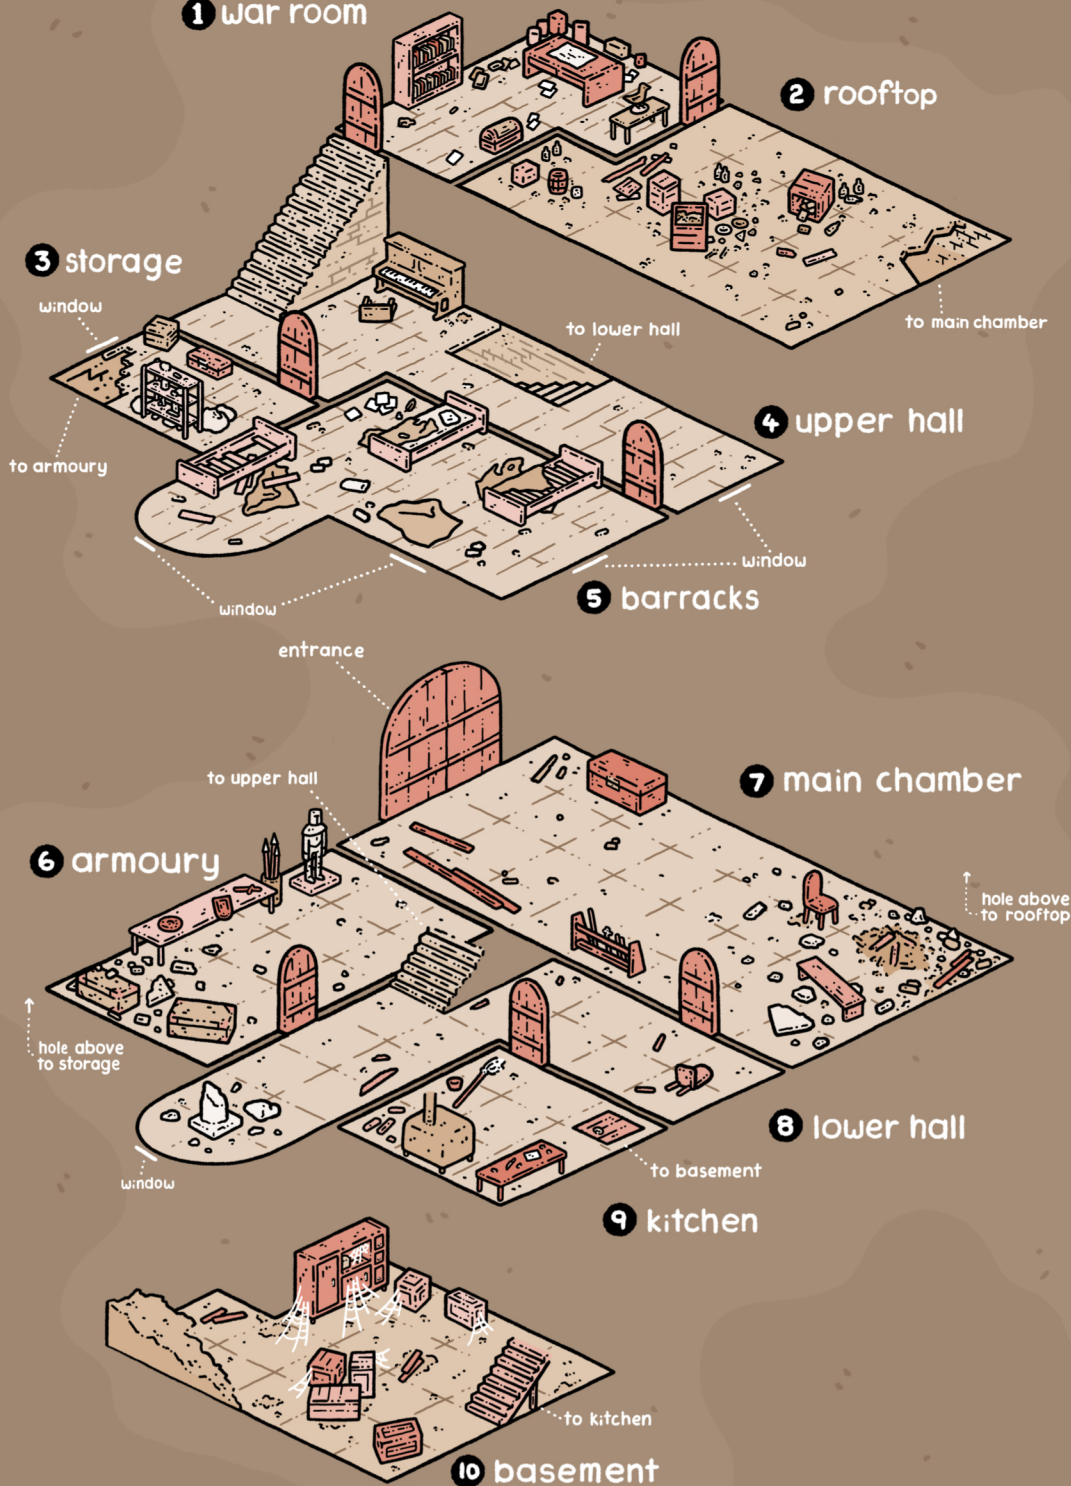 1 war room
2 rooftop
3 storage
window
to lower hall
to main chamber
4 upper hall
to armoury
window
window
5 barracks
entrance
to upper hall
7 main chamber
6 armoury
hole above
to rooftop
hole above
to storage
8 lower hall
to basement
window
9 kitchen
to kitchen
10 basement